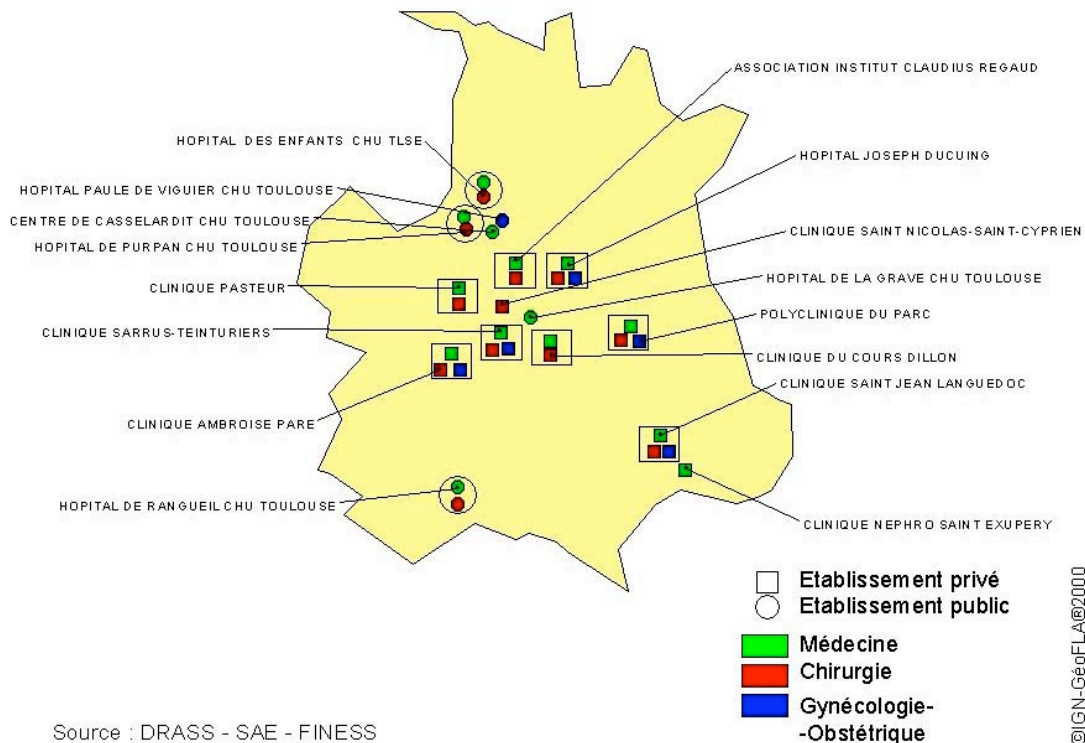 ASSOCIATION INSTITUT CLAUDIUS REGAUD
HOPITAL DES ENFANTS CHU TLSE
HOPITAL JOSEPH DUCUING
HOPITAL PAULE DE VIGUIER CHU TOULOUSE
CENTRE DE CASSELARDIT CHU TOULOUSE
CLINIQUE SAINT NICOLAS-SAINT-CYPRIEN
HOPITAL DE PURPAN CHU TOULOUSE
HOPITAL DE LA GRAVE CHU TOULOUSE
CLINIQUE PASTEUR
POLYCLINIQUE DU PARC
CLINIQUE SARRUS-TEINTURIERS
CLINIQUE DU COURS DILLON
CLINIQUE SAINT JEAN LANGUEDOC
CLINIQUE AMBROISE PARE
HOPITAL DE RANGUEIL CHU TOULOUSE
CLINIQUE NEPHRO SAINT EXUPERY
Etablissement privé
Etablissement public
Médecine
Chirurgie
Gynécologie-
-Obstétrique
Source : DRASS - SAE - FINESS
©IGN-GéoFLA®2000